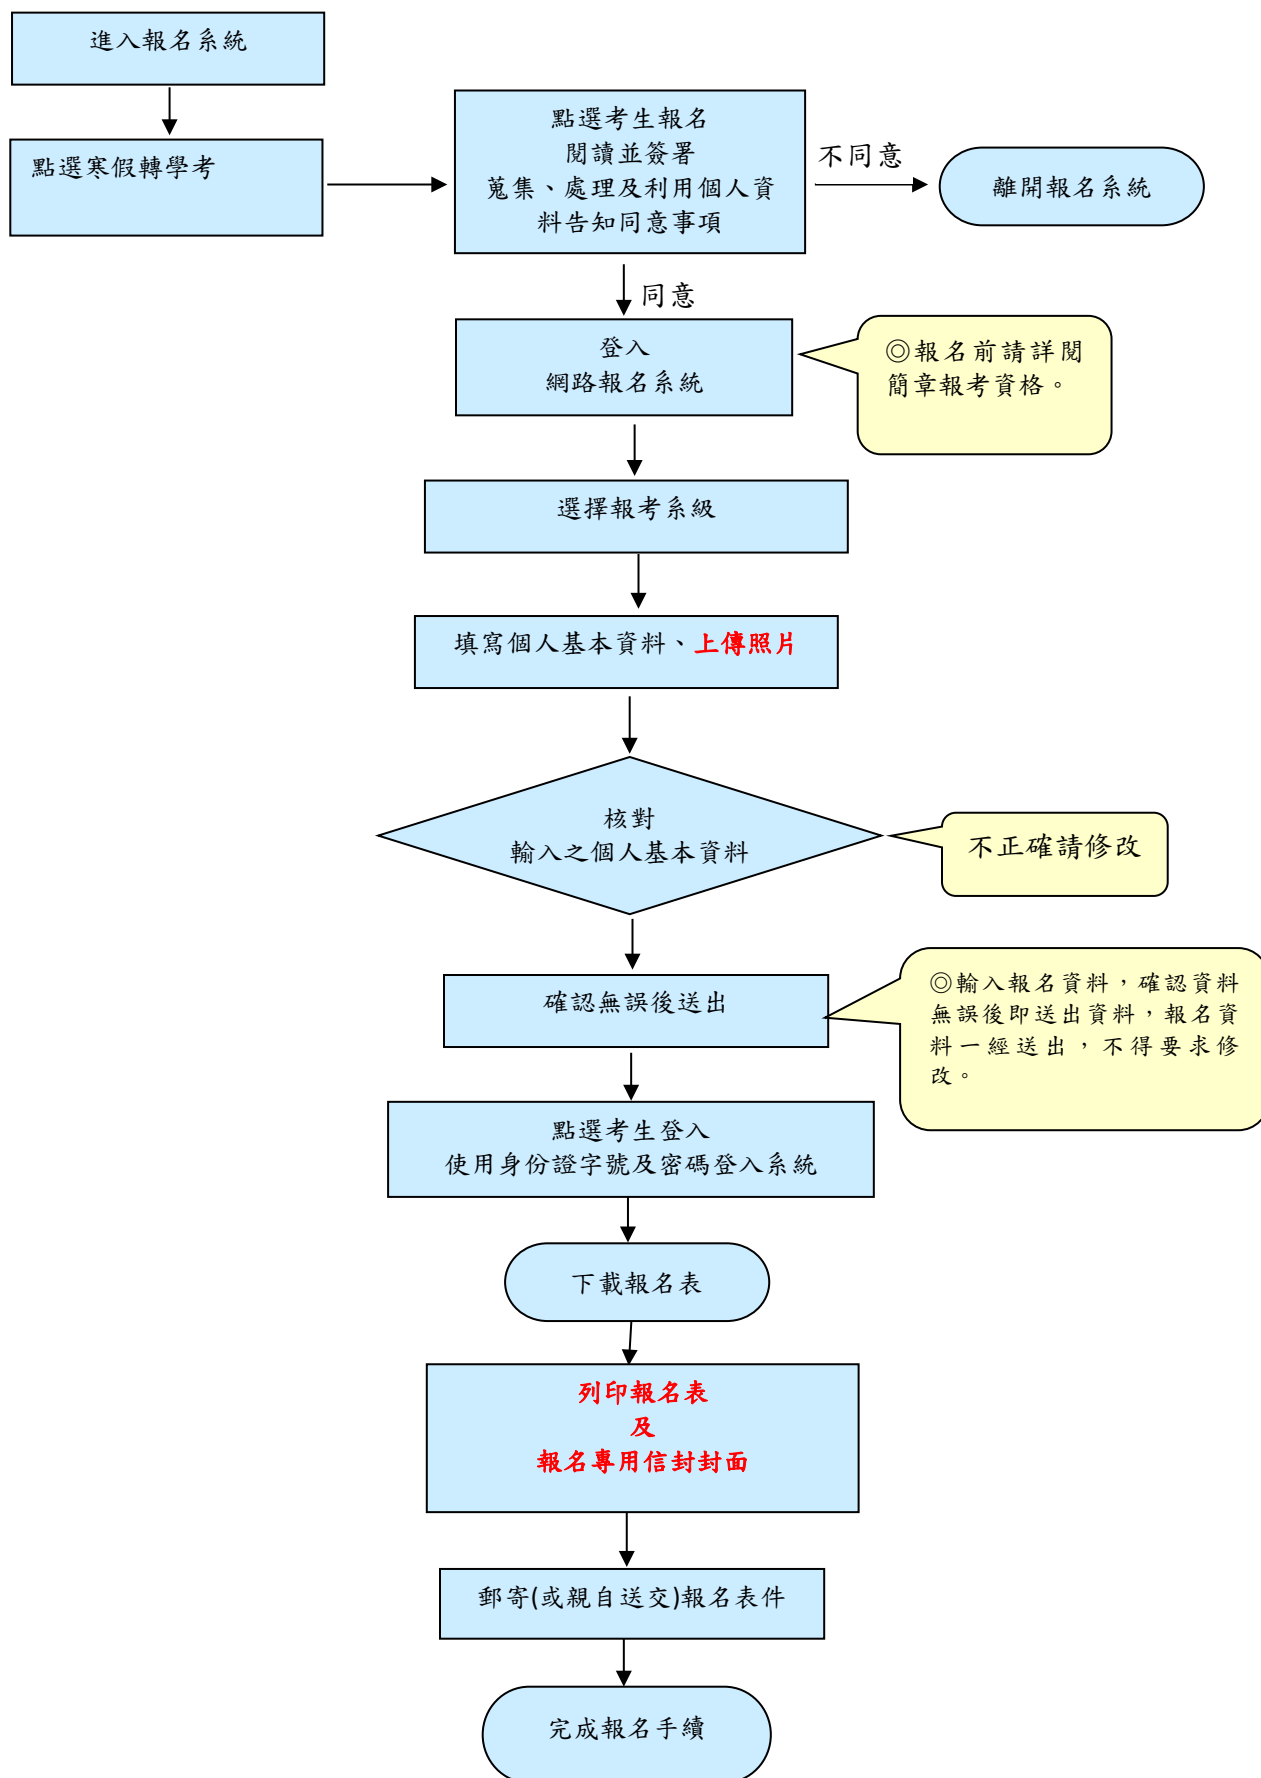 進入報名系統
點選寒假轉學考
點選考生報名
閱讀並簽署
蒐集、處理及利用個人資
料告知同意事項
不同意
離開報名系統
同意
登入
網路報名系統
◎報名前請詳閱
簡章報考資格。
選擇報考系級
填寫個人基本資料、上傳照片
核對
輸入之個人基本資料
不正確請修改
確認無誤後送出
◎輸入報名資料，確認資料
無誤後即送出資料，報名資
料一經送出，不得要求修
改。
點選考生登入
使用身份證字號及密碼登入系統
下載報名表
列印報名表
及
報名專用信封封面
郵寄(或親自送交)報名表件
完成報名手續